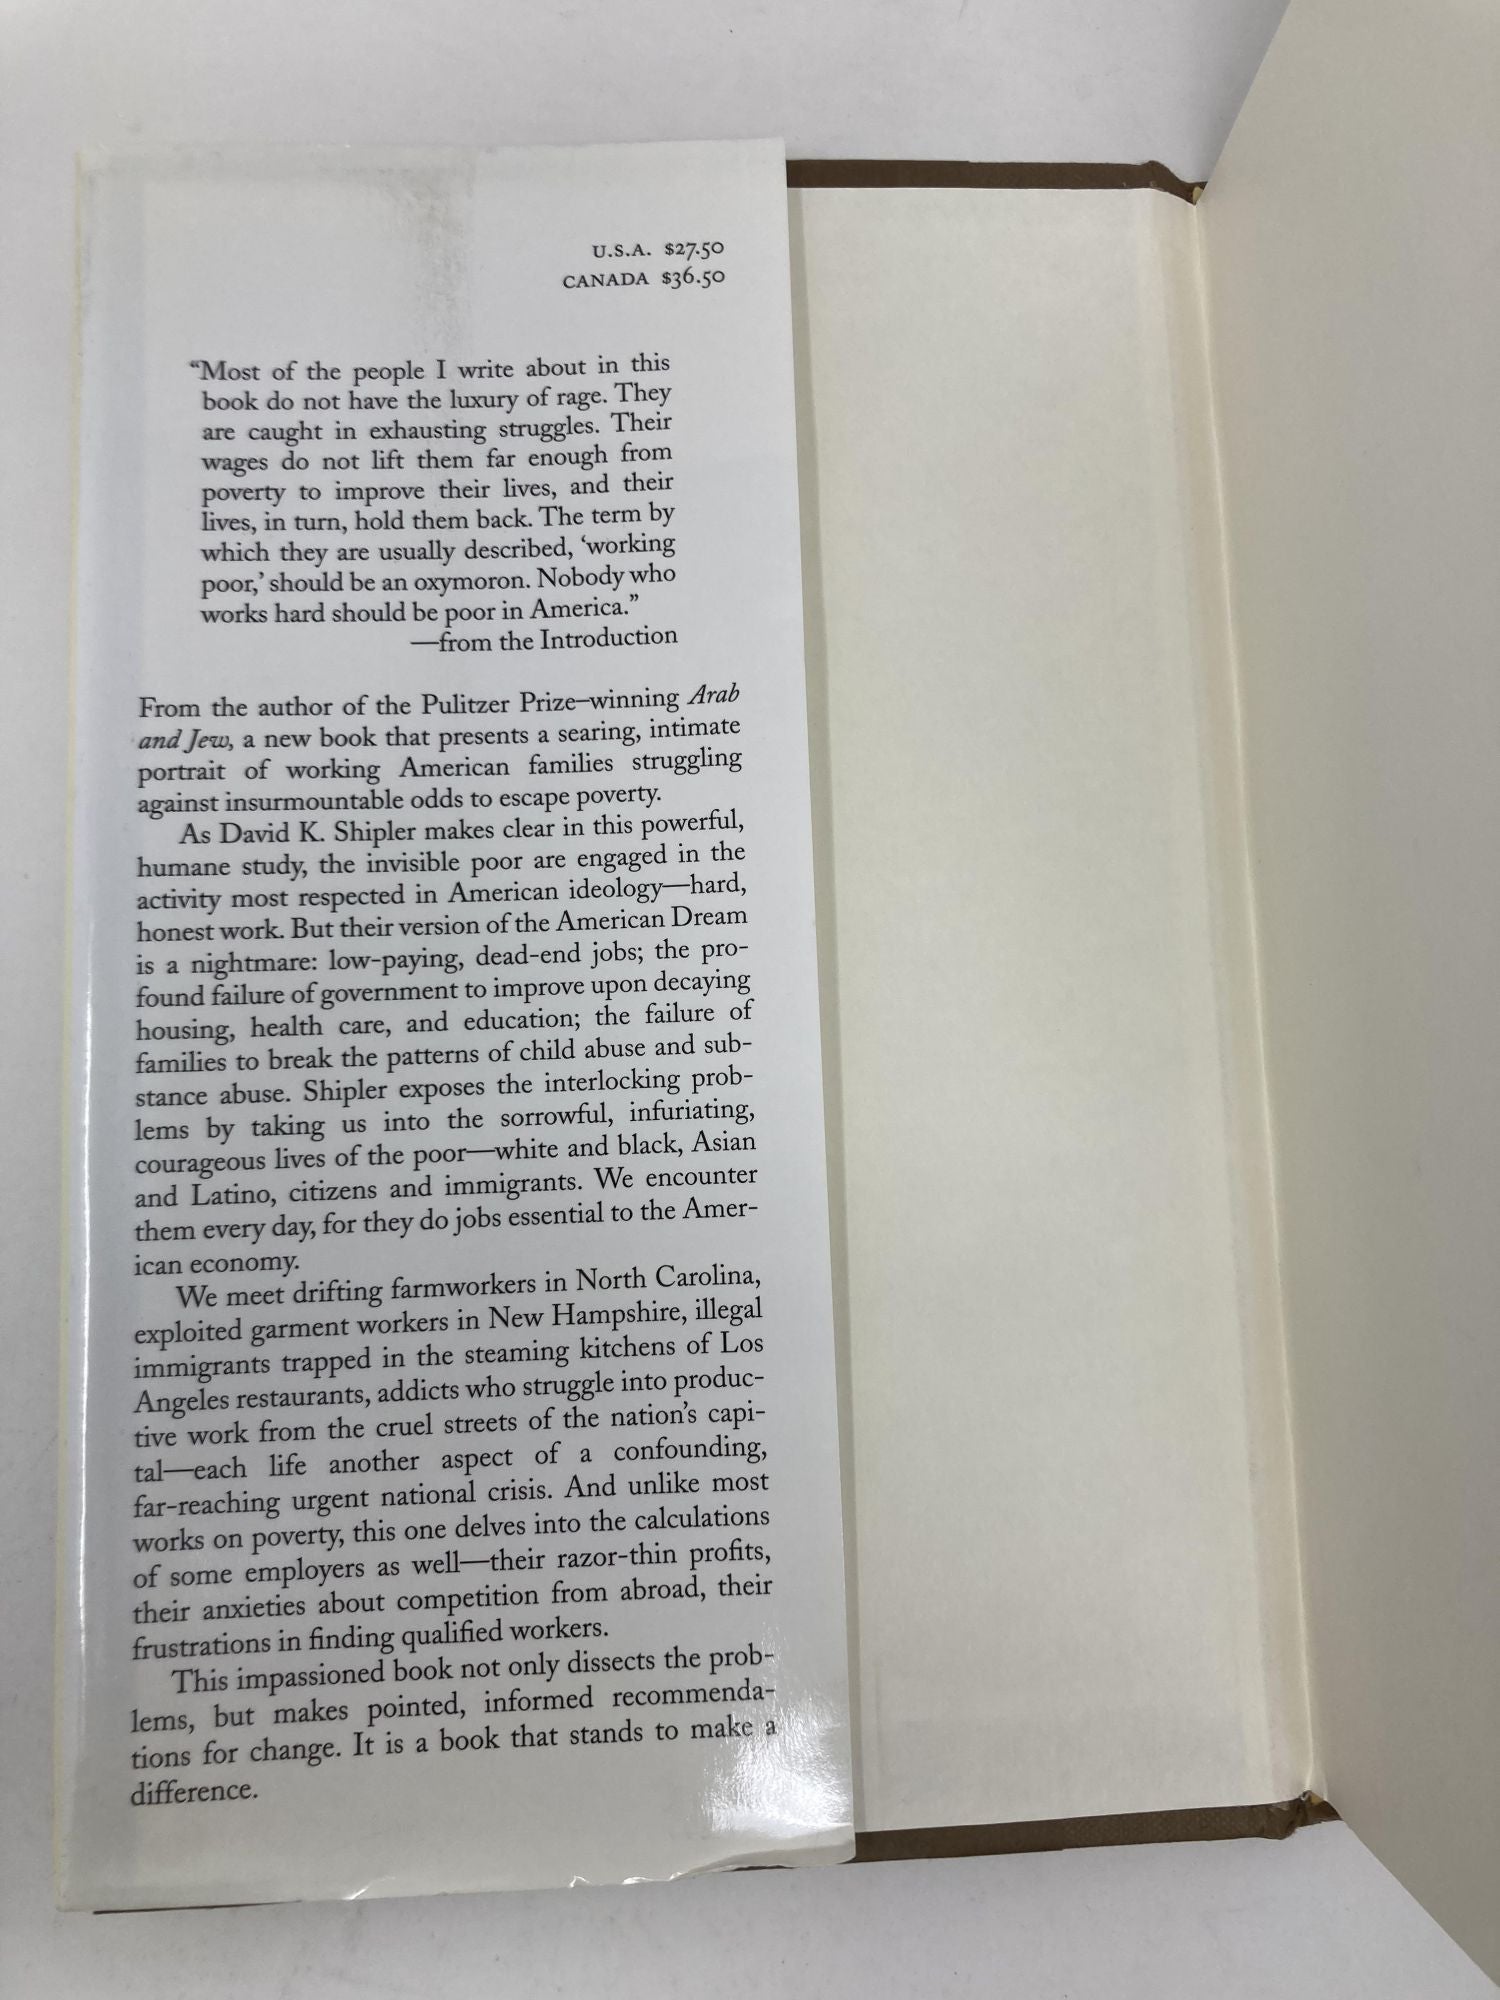 U.S.A. $27.50
CANADA $36.50
“Most of the people I write about in this
book do not have the luxury of rage. They
are caught in exhausting struggles. Their
wages do not lift them far enough from
poverty to improve their lives, and their
lives, in turn, hold them back. The term by
which they are usually described, ‘working
poor,’ should be an oxymoron. Nobody who
works hard should be poor in America.”
—from the Introduction
From the author of the Pulitzer Prize–winning Arab
and Jew, a new book that presents a searing, intimate
portrait of working American families struggling
against insurmountable odds to escape poverty.
As David K. Shipler makes clear in this powerful,
humane study, the invisible poor are engaged in the
activity most respected in American ideology—hard,
honest work. But their version of the American Dream
is a nightmare: low-paying, dead-end jobs; the pro-
found failure of government to improve upon decaying
housing, health care, and education; the failure of
families to break the patterns of child abuse and sub-
stance abuse. Shipler exposes the interlocking prob-
lems by taking us into the sorrowful, infuriating,
courageous lives of the poor—white and black, Asian
and Latino, citizens and immigrants. We encounter
them every day, for they do jobs essential to the Amer-
ican economy.
We meet drifting farmworkers in North Carolina,
exploited garment workers in New Hampshire, illegal
immigrants trapped in the steaming kitchens of Los
Angeles restaurants, addicts who struggle into produc-
tive work from the cruel streets of the nation’s capi-
tal—each life another aspect of a confounding,
far-reaching urgent national crisis. And unlike most
works on poverty, this one delves into the calculations
of some employers as well—their razor-thin profits,
their anxieties about competition from abroad, their
frustrations in finding qualified workers.
This impassioned book not only dissects the prob-
lems, but makes pointed, informed recommenda-
tions for change. It is a book that stands to make a
difference.